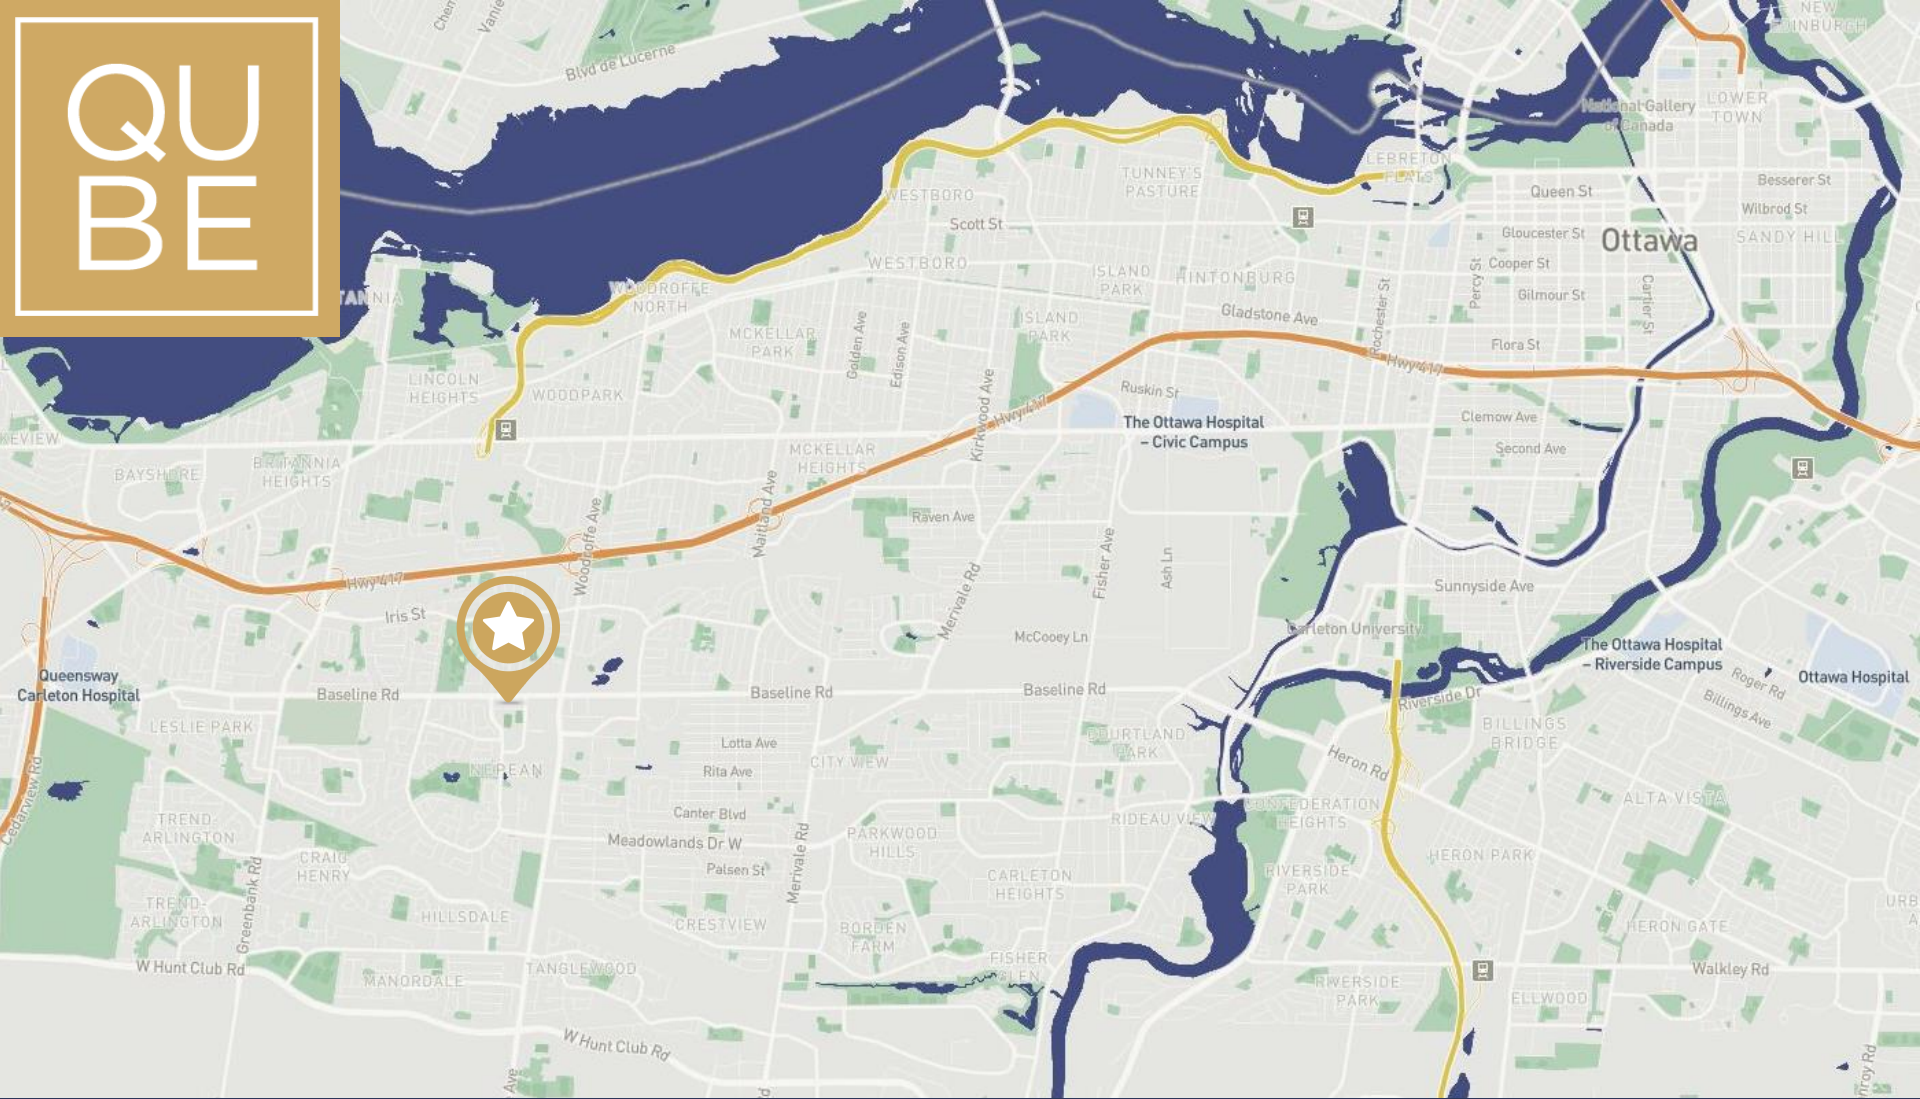 QU
BE
Blvd de Lucerne
NEW
EDINBURGH
National Gallery
of Canada
LOWER
TOWN
LEBRETON
FLATS
TUNNEY'S
PASTURE
WESTBORO
Scott St
Queen St
Besserer St
Wilbrod St
Gloucester St
Ottawa
SANDY HILL
WESTBORO
Cooper St
Percy St
ISLAND
PARK
HINTONBURG
Gilmour St
Cartier St
TANNIA
WOODROFFE
NORTH
Gladstone Ave
Rochester St
ISLAND
PARK
MCKELLAR
PARK
Golden Ave
Edison Ave
Flora St
Hwy 417
LINCOLN
HEIGHTS
WOODPARK
Kirkwood Ave
Ruskin St
Hwy 417
The Ottawa Hospital
– Civic Campus
Clemow Ave
Second Ave
KEVIEW
BAYSHORE
BRITANNIA
HEIGHTS
MCKELLAR
HEIGHTS
Maitland Ave
Woodroffe Ave
Raven Ave
Merivale Rd
Fisher Ave
Ash Ln
Hwy 417
Iris St
Sunnyside Ave
McCooey Ln
Carleton University
The Ottawa Hospital
– Riverside Campus
Ottawa Hospital
Roger Rd
Billings Ave
Queensway
Carleton Hospital
Baseline Rd
Baseline Rd
Baseline Rd
Riverside Dr
LESLIE PARK
BILLINGS
BRIDGE
COURTLAND
PARK
Lotta Ave
CITY VIEW
Rita Ave
NEPEAN
Heron Rd
Cedarview Rd
ALTA VISTA
Canter Blvd
CONFEDERATION
HEIGHTS
RIDEAU VIEW
TREND-
ARLINGTON
Meadowlands Dr W
PARKWOOD
HILLS
Merivale Rd
HERON PARK
CRAIG
HENRY
Palsen St
CARLETON
HEIGHTS
RIVERSIDE
PARK
Greenbank Rd
TREND-
ARLINGTON
HILLSDALE
CRESTVIEW
BORDEN
FARM
HERON GATE
URB
A
FISHER
GLEN
W Hunt Club Rd
MANORDALE
TANGLEWOOD
RIVERSIDE
PARK
ELLWOOD
Walkley Rd
W Hunt Club Rd
Ave